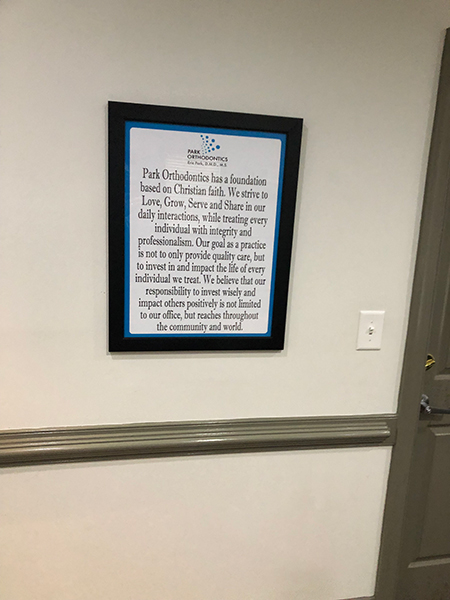 PARK
ORTHODONTICS
Kris Park, D.M.D., M.S.
Park Orthodontics has a foundation
based on Christian faith. We strive to
Love, Grow, Serve and Share in our
daily interactions, while treating every
individual with integrity and
professionalism. Our goal as a practice
is not to only provide quality care, but
to invest in and impact the life of every
individual we treat. We believe that our
responsibility to invest wisely and
impact others positively is not limited
to our office, but reaches throughout
the community and world.